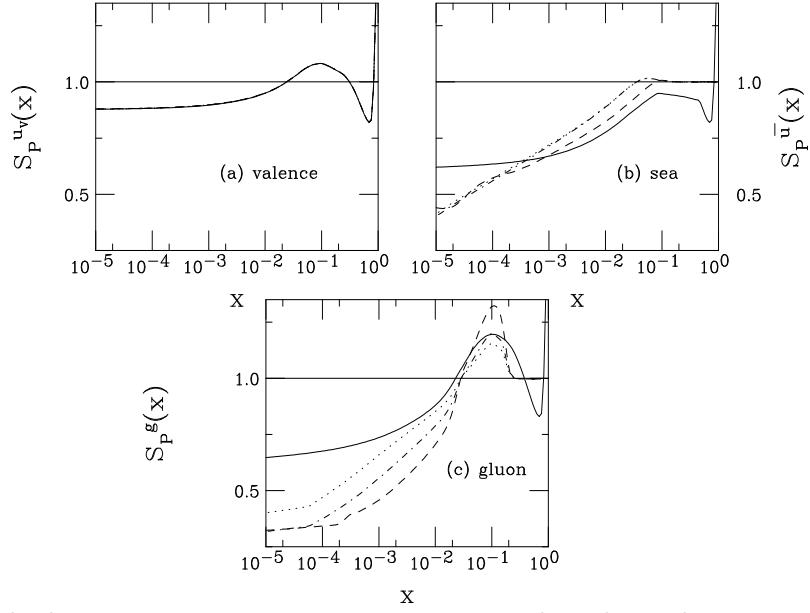 S_P^{u_v}(x)
1.0
0.5
(a) valence
10^{-5} 10^{-4} 10^{-3} 10^{-2} 10^{-1} 10^0
x
(b) sea
1.0
0.5
S_P^{ū}(x)
10^{-5} 10^{-4} 10^{-3} 10^{-2} 10^{-1} 10^0
x
S_P^g(x)
1.0
0.5
(c) gluon
10^{-5} 10^{-4} 10^{-3} 10^{-2} 10^{-1} 10^0
x